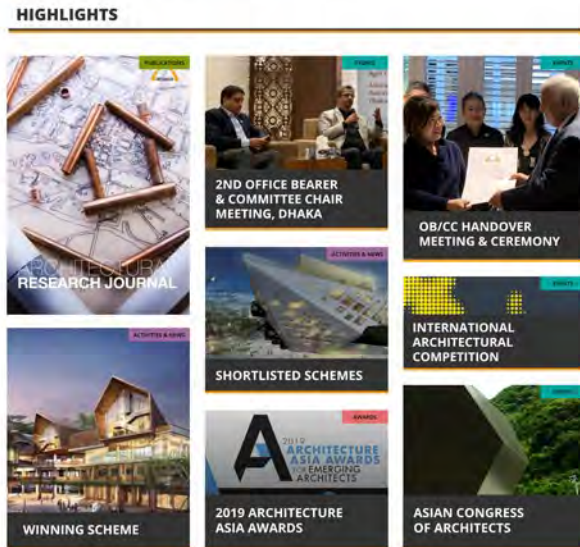 HIGHLIGHTS
PUBLICATIONS
ARCHITECTURAL
RESEARCH JOURNAL
EVENTS
2ND OFFICE BEARER
& COMMITTEE CHAIR
MEETING, DHAKA
EVENTS
OB/CC HANDOVER
MEETING & CEREMONY
ACTIVITIES & NEWS
SHORTLISTED SCHEMES
EVENTS
INTERNATIONAL
ARCHITECTURAL
COMPETITION
ACTIVITIES & NEWS
WINNING SCHEME
AWARDS
2019
ARCHITECTURE
ASIA AWARDS
FOR EMERGING
ARCHITECTS
2019 ARCHITECTURE
ASIA AWARDS
ASIAN CONGRESS
OF ARCHITECTS